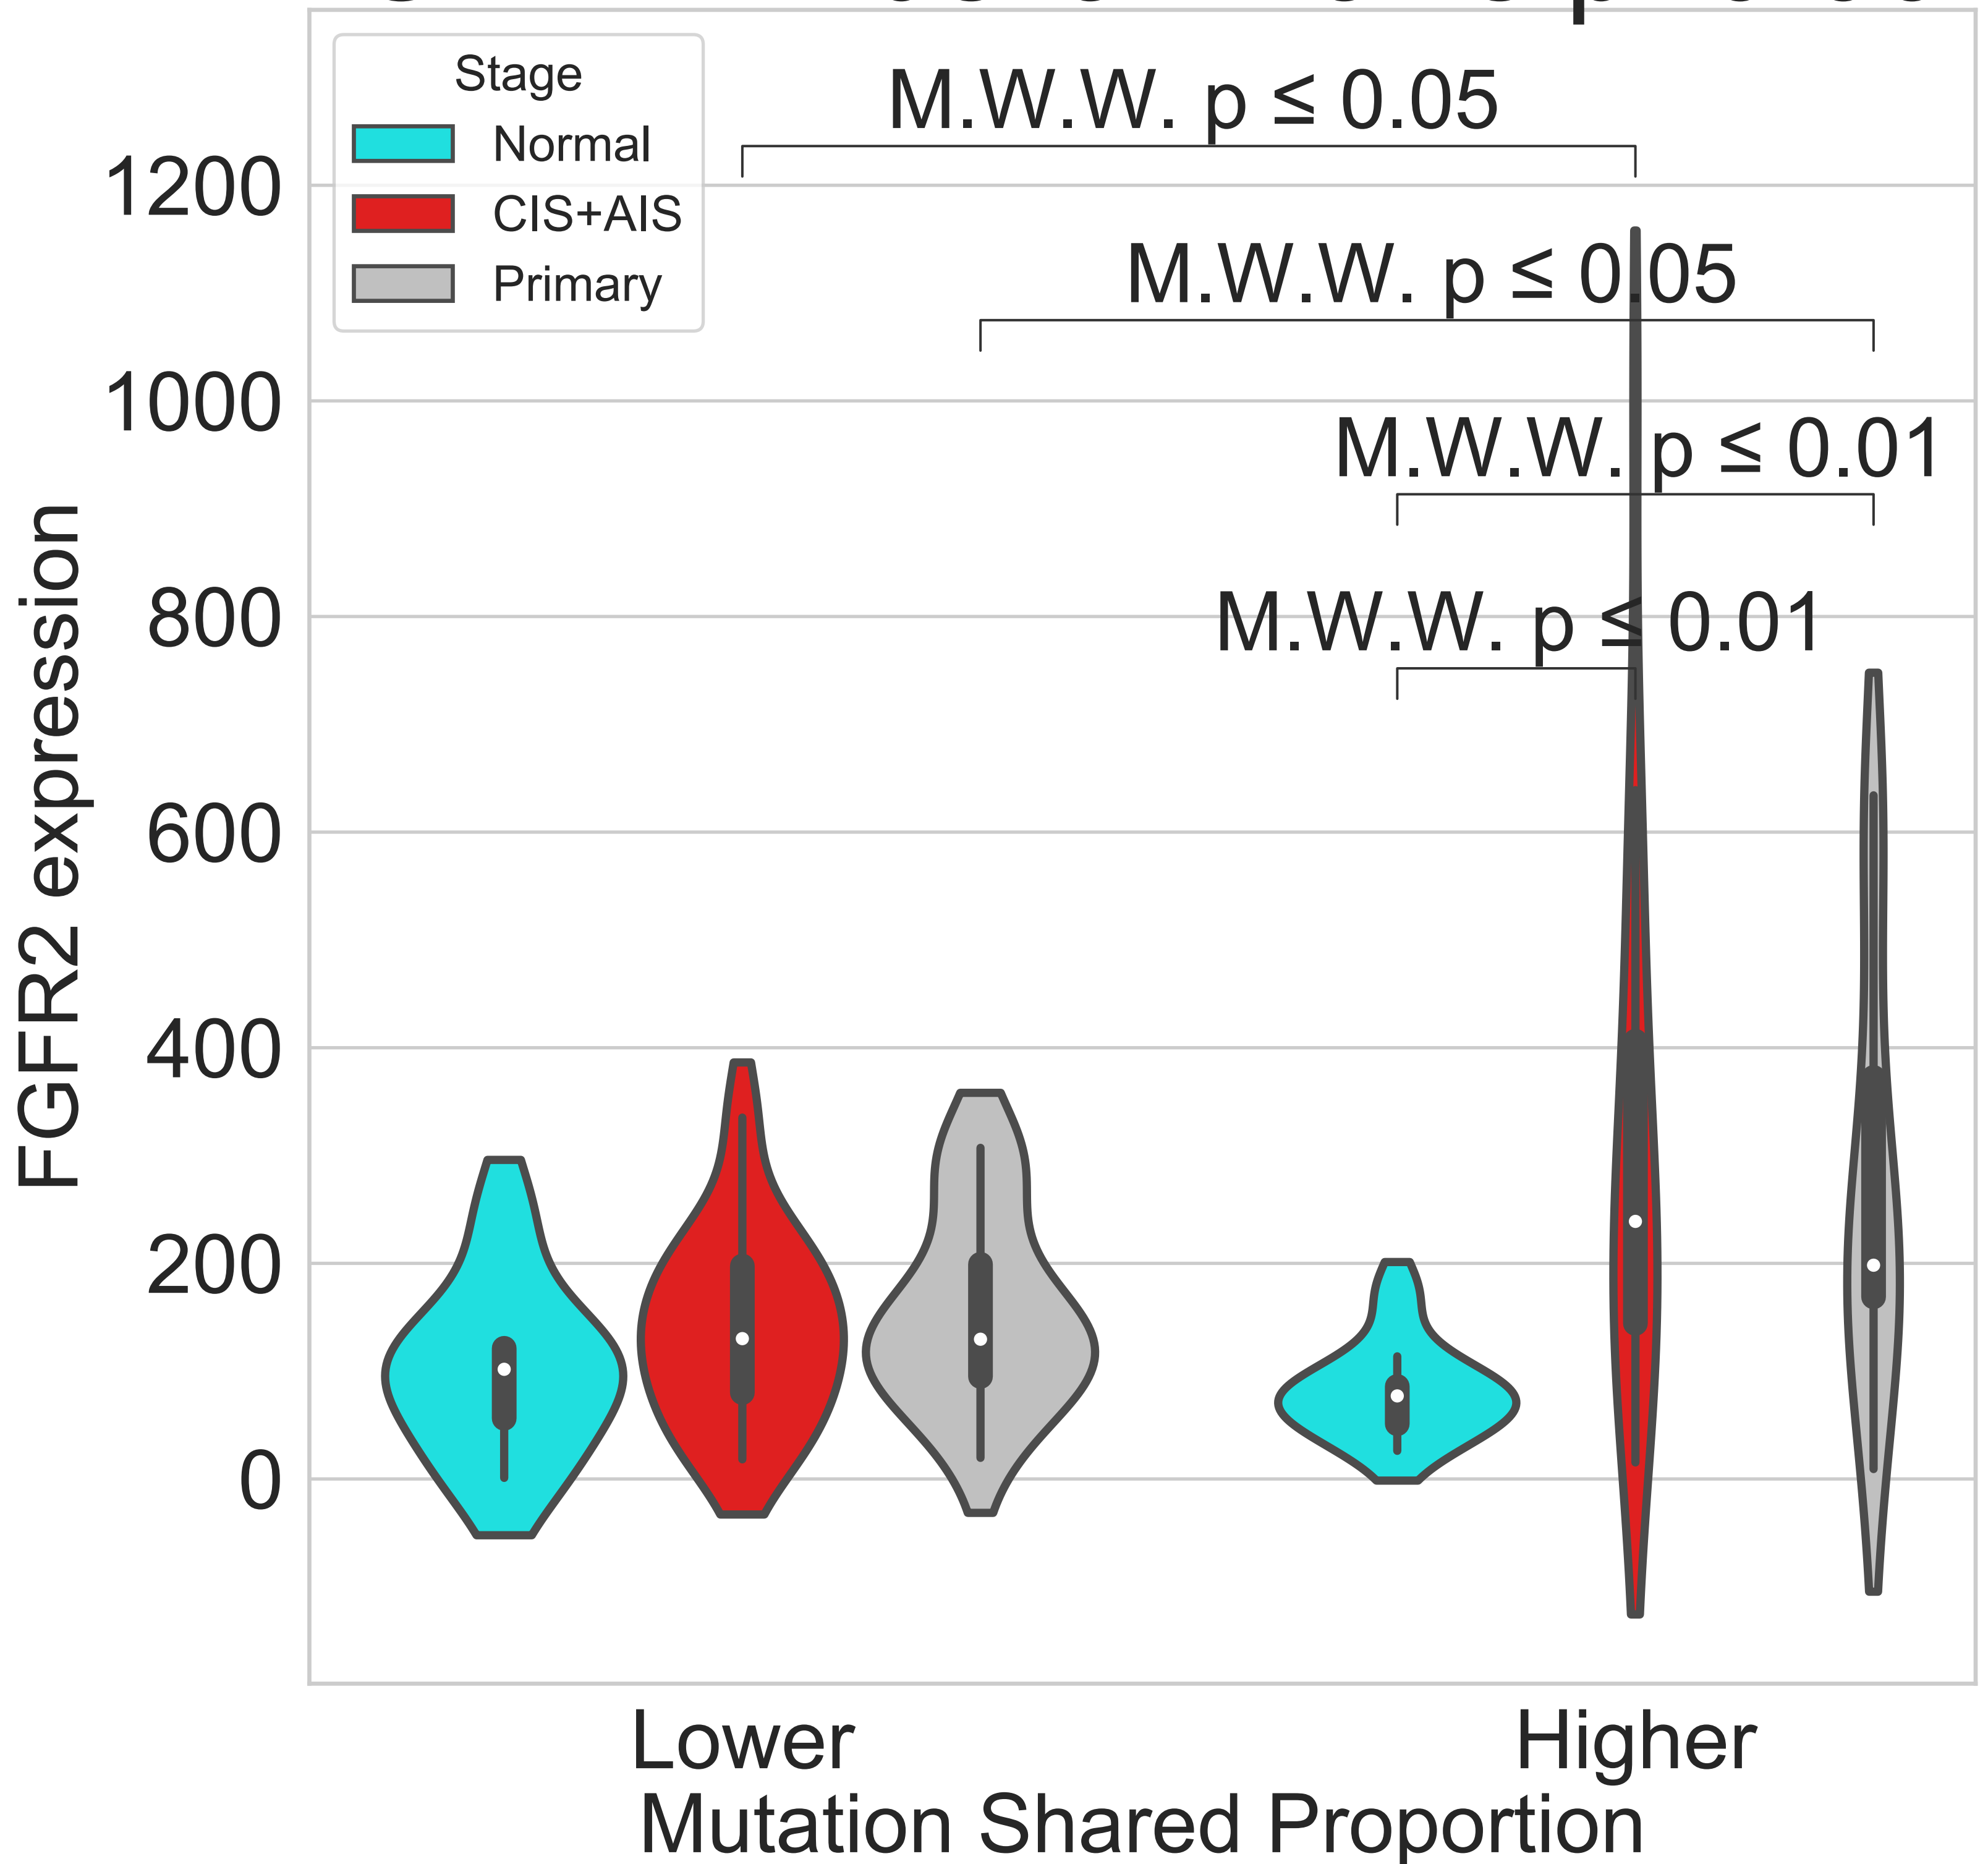 Stage
Normal
CIS+AIS
Primary
M.W.W. p ≤ 0.05
M.W.W. p ≤ 0.05
M.W.W. p ≤ 0.01
M.W.W. p ≤ 0.01
1200
1000
800
600
400
200
0
FGFR2 expression
Lower
Higher
Mutation Shared Proportion